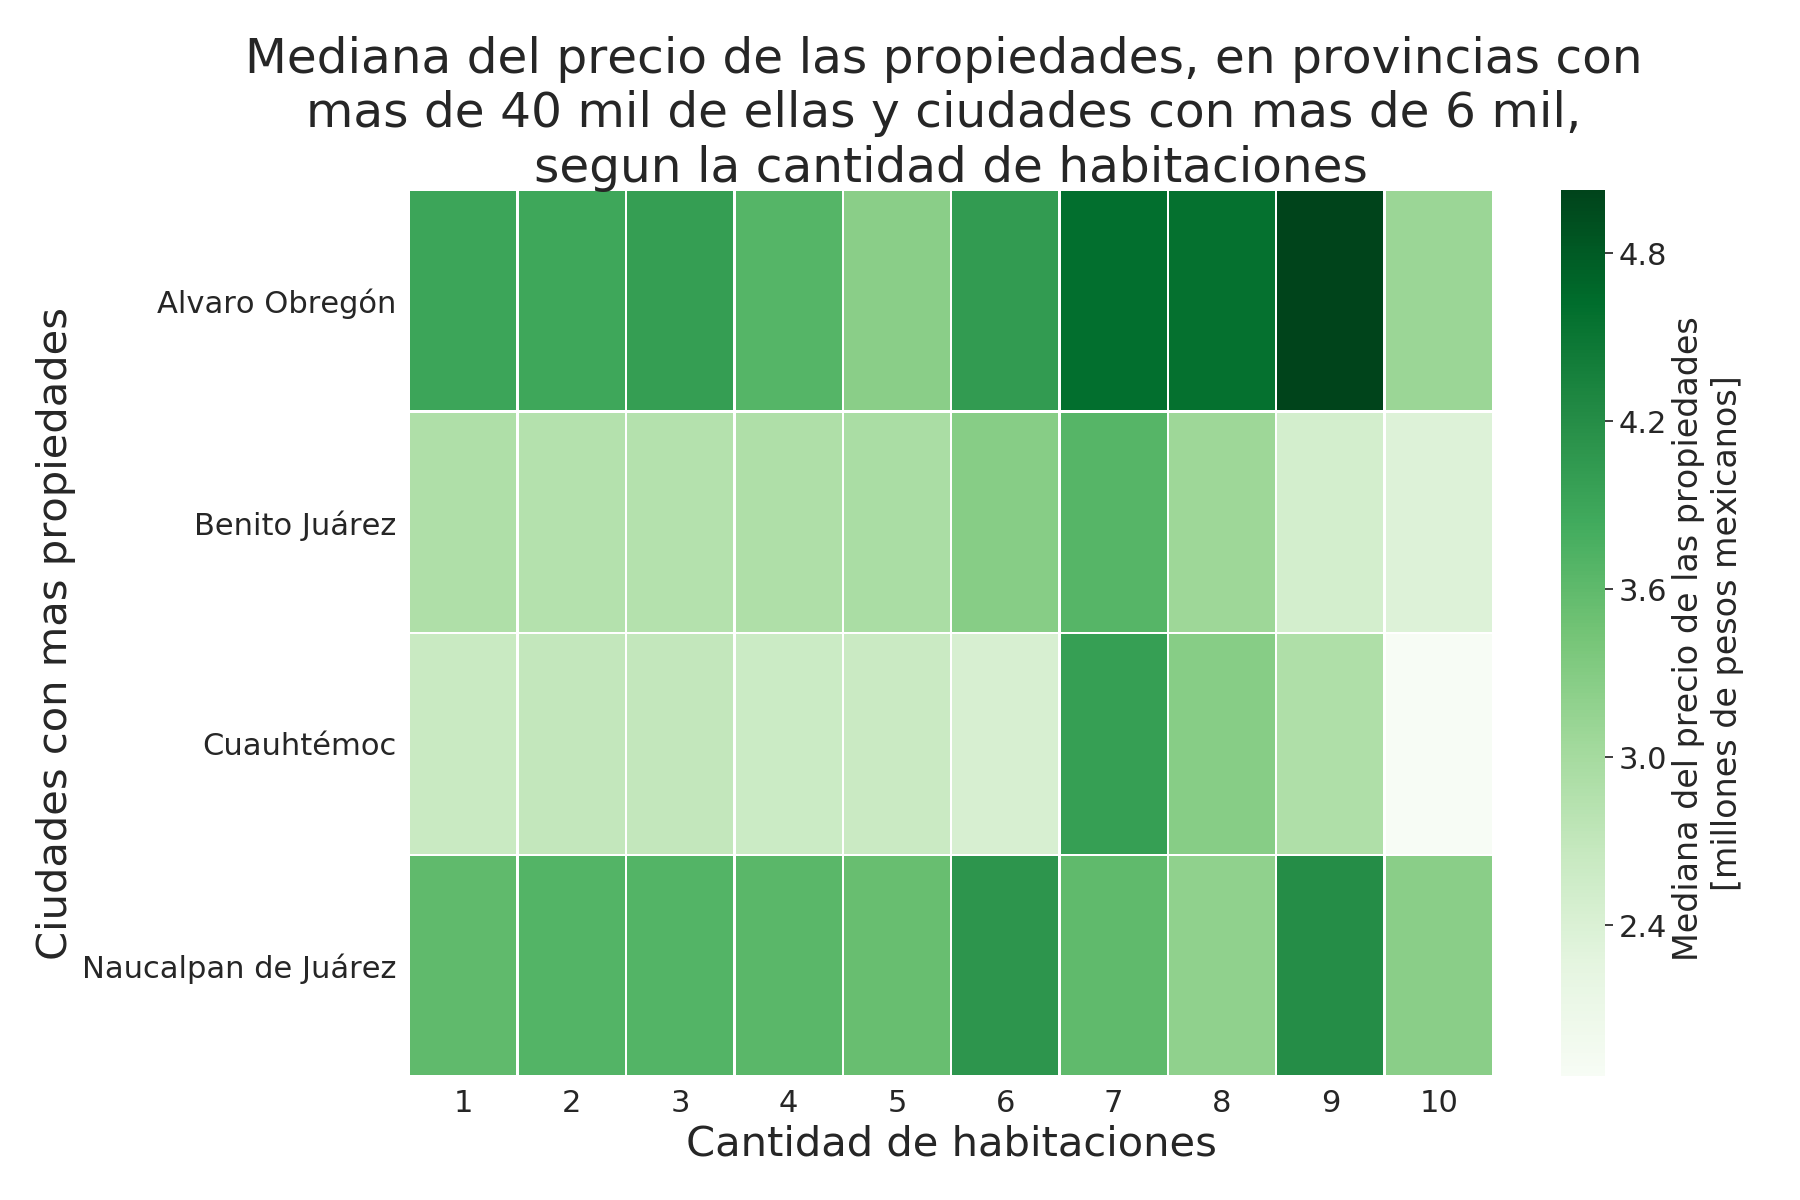 Mediana del precio de las propiedades, en provincias con
mas de 40 mil de ellas y ciudades con mas de 6 mil,
segun la cantidad de habitaciones
Ciudades con mas propiedades
Alvaro Obregón
Benito Juárez
Cuauhtémoc
Naucalpan de Juárez
1 2 3 4 5 6 7 8 9 10
Cantidad de habitaciones
4.8
4.2
3.6
3.0
2.4
Mediana del precio de las propiedades
[millones de pesos mexicanos]